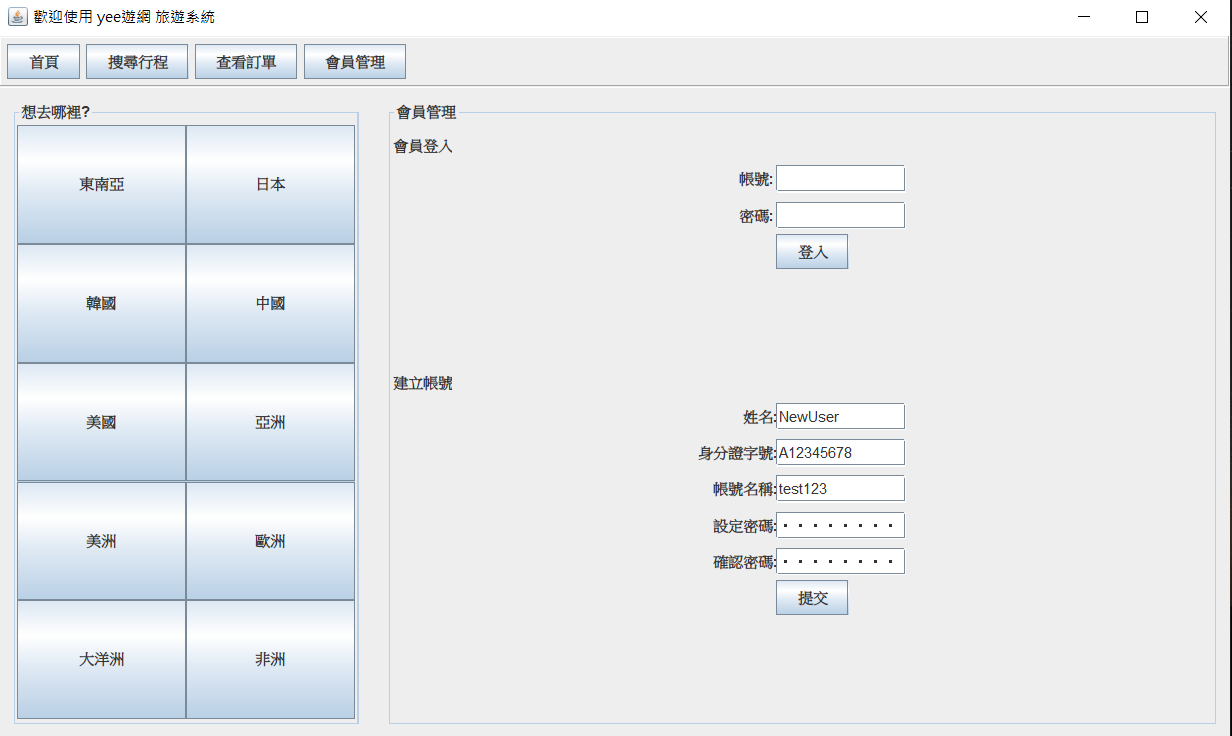 歡迎使用 yee遊網 旅遊系統
首頁 搜尋行程 查看訂單 會員管理
想去哪裡?
東南亞 日本
韓國 中國
美國 亞洲
美洲 歐洲
大洋洲 非洲
會員管理
會員登入
帳號:
密碼:
登入
建立帳號
姓名: NewUser
身分證字號: A12345678
帳號名稱: test123
設定密碼: ········
確認密碼: ········
提交